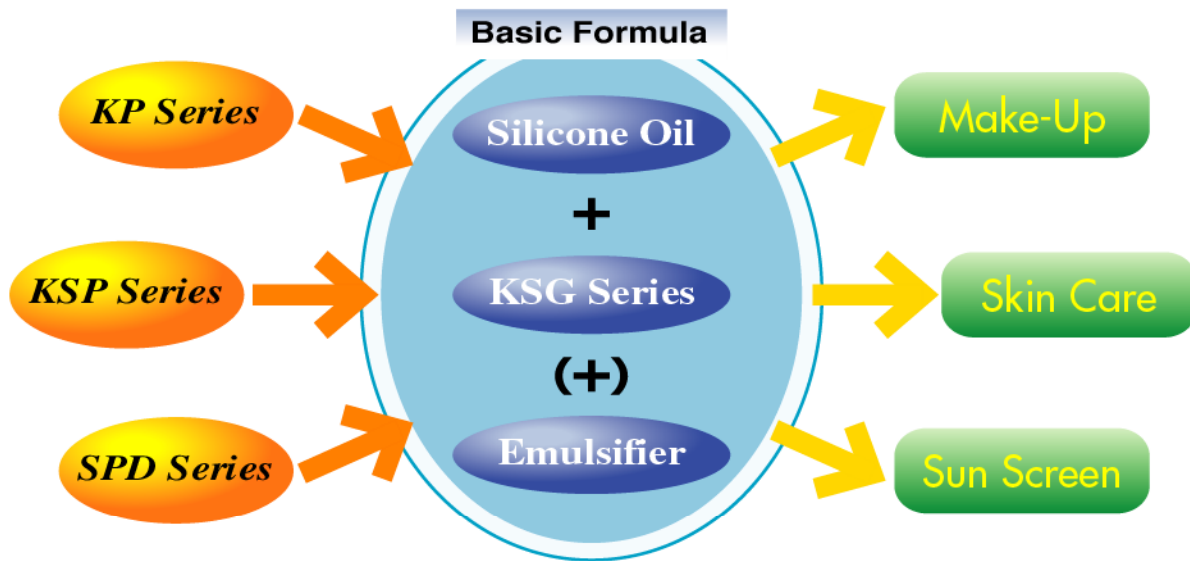 Basic Formula
KP Series
KSP Series
SPD Series
Silicone Oil
+
KSG Series
(+)
Emulsifier
Make-Up
Skin Care
Sun Screen